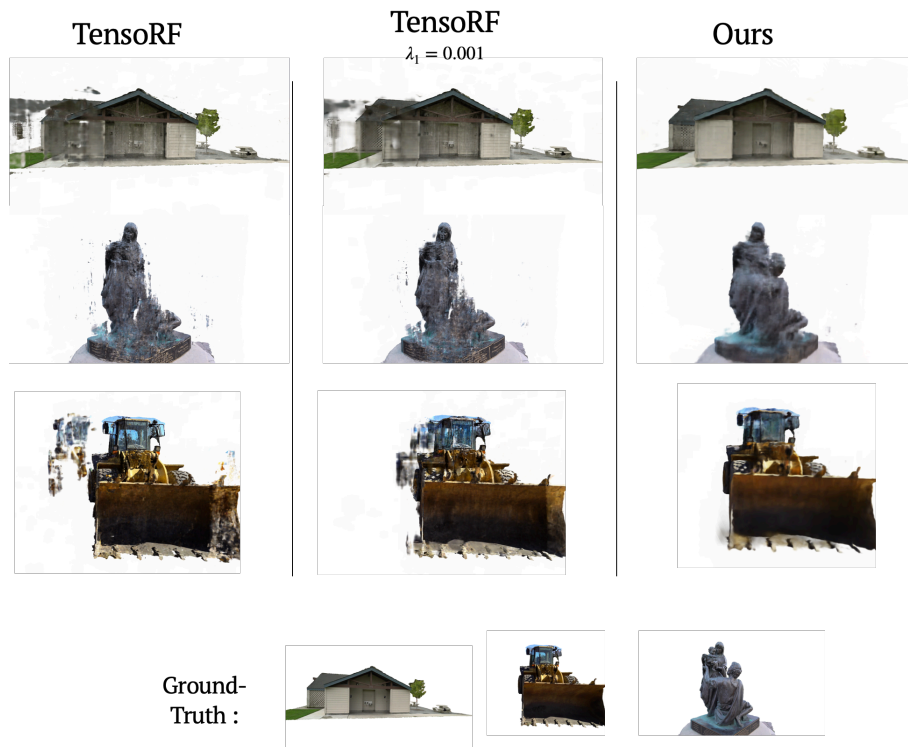 TensoRF
TensoRF
λ₁ = 0.001
Ours
Ground-
Truth :